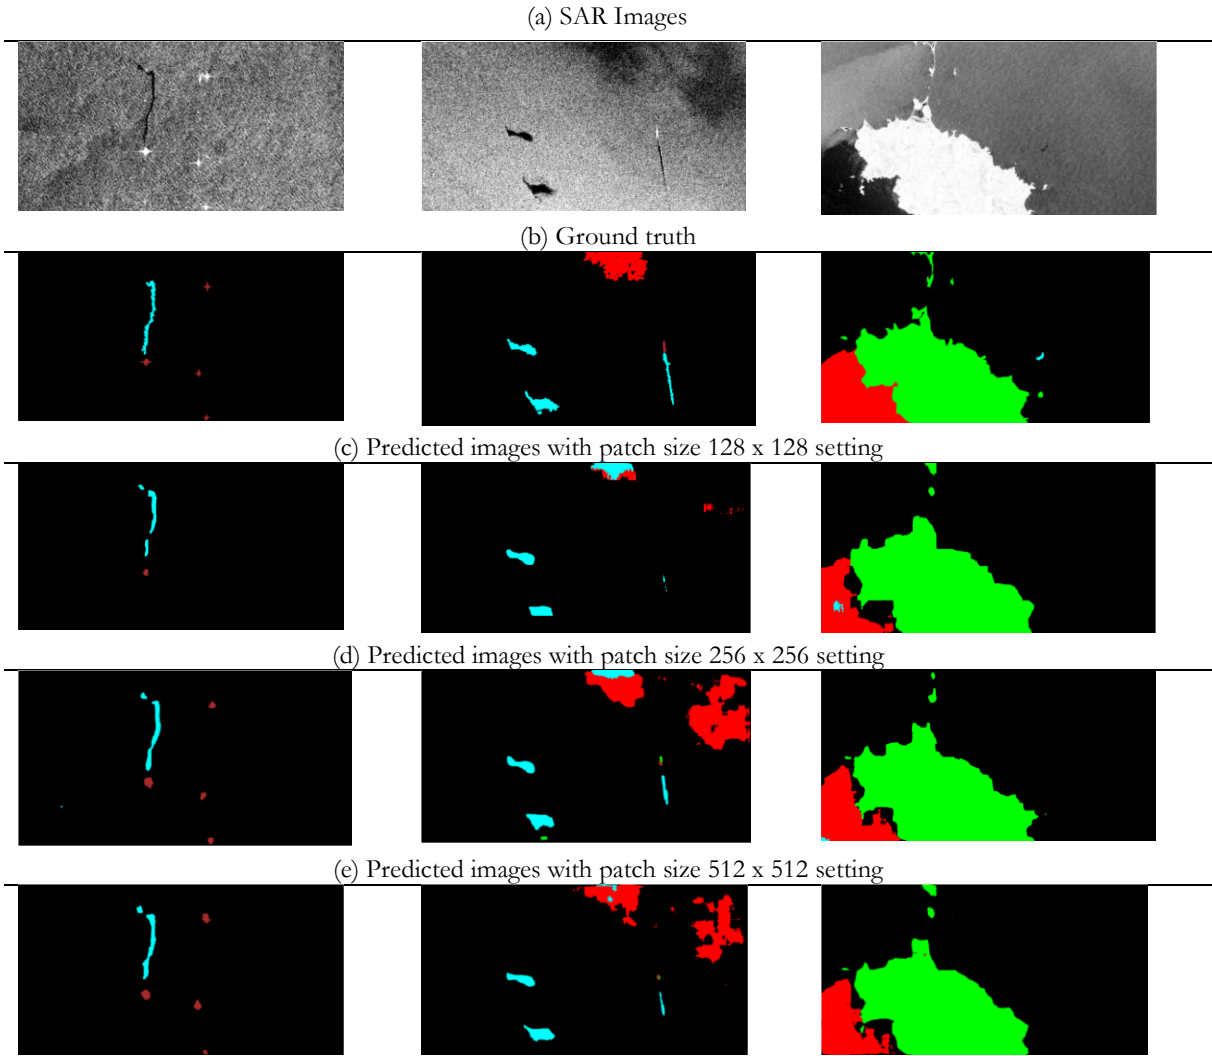 (a) SAR Images
(b) Ground truth
(c) Predicted images with patch size 128 x 128 setting
(d) Predicted images with patch size 256 x 256 setting
(e) Predicted images with patch size 512 x 512 setting